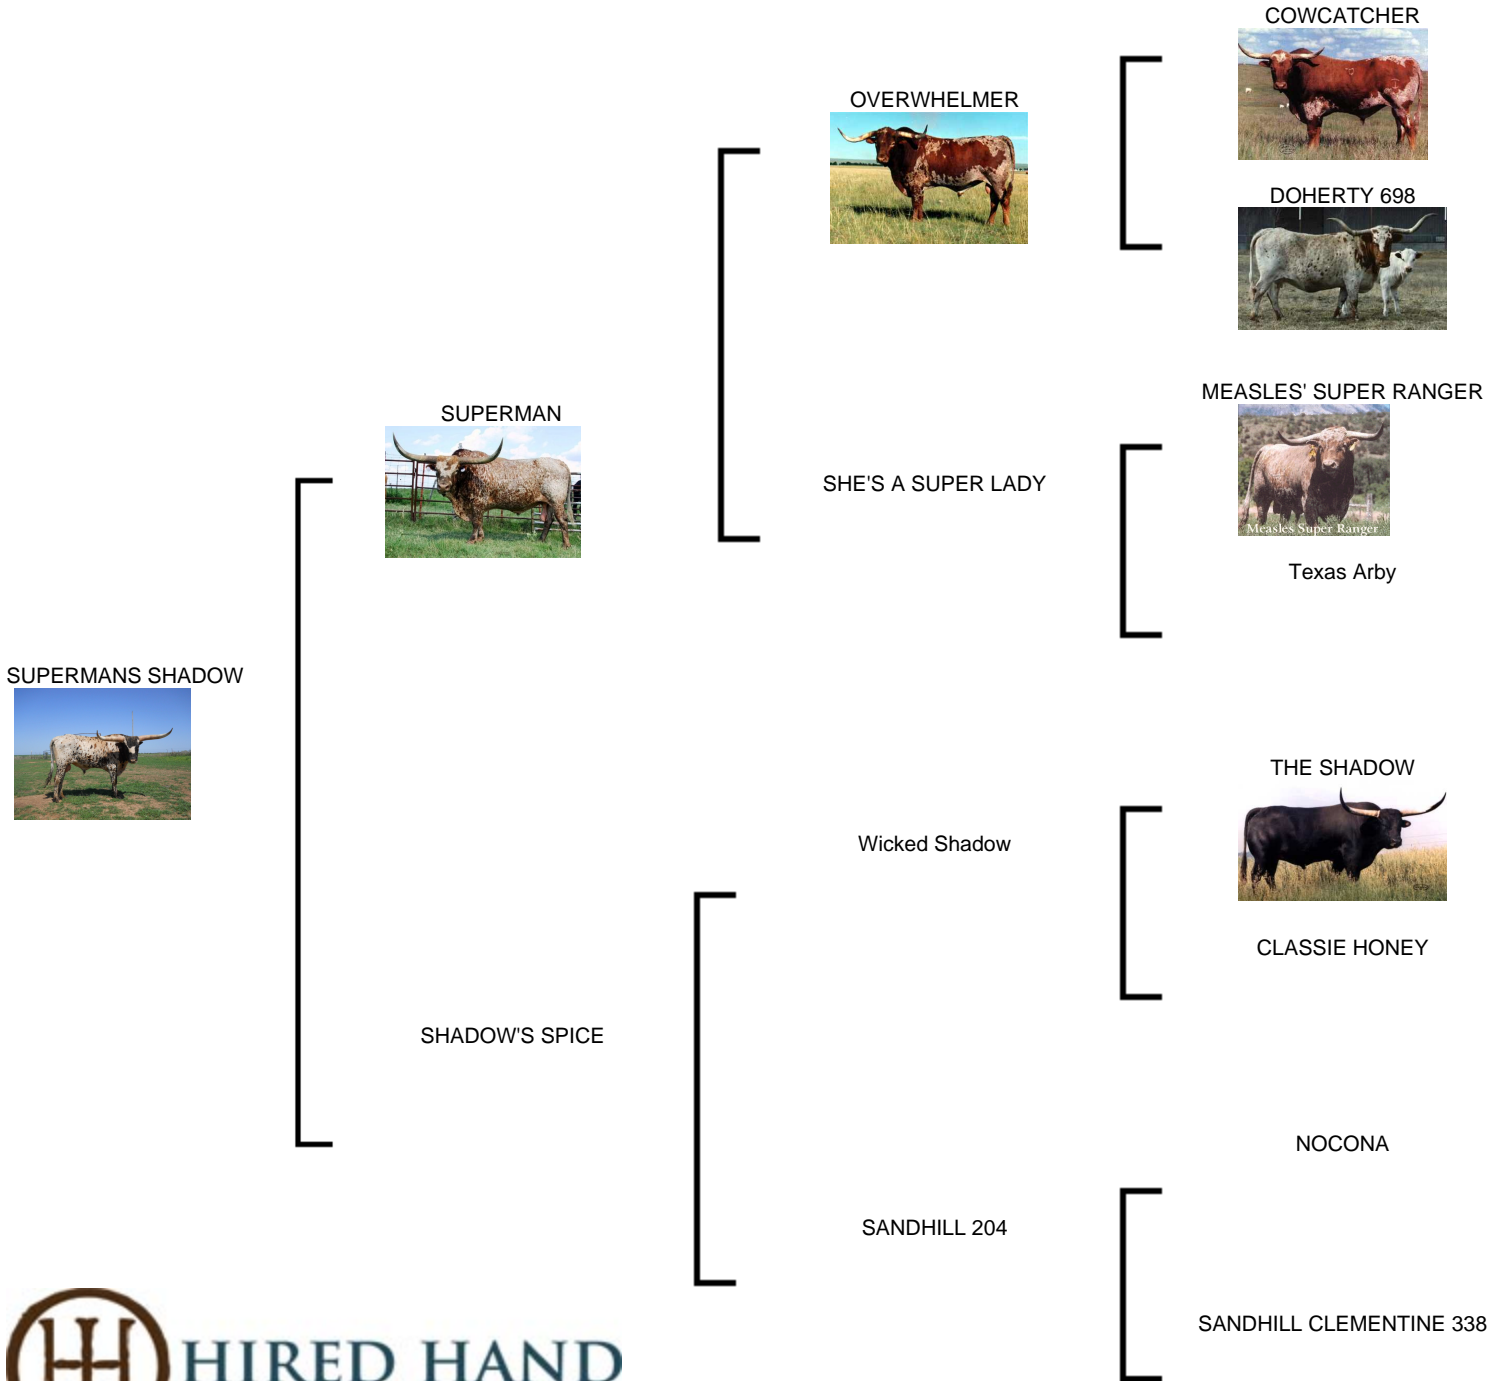 COWCATCHER
OVERWHELMER
DOHERTY 698
MEASLES' SUPER RANGER
SUPERMAN
SHE'S A SUPER LADY
Measles Super Ranger
Texas Arby
SUPERMANS SHADOW
THE SHADOW
Wicked Shadow
CLASSIE HONEY
SHADOW'S SPICE
NOCONA
SANDHILL 204
SANDHILL CLEMENTINE 338
HIRED HAND